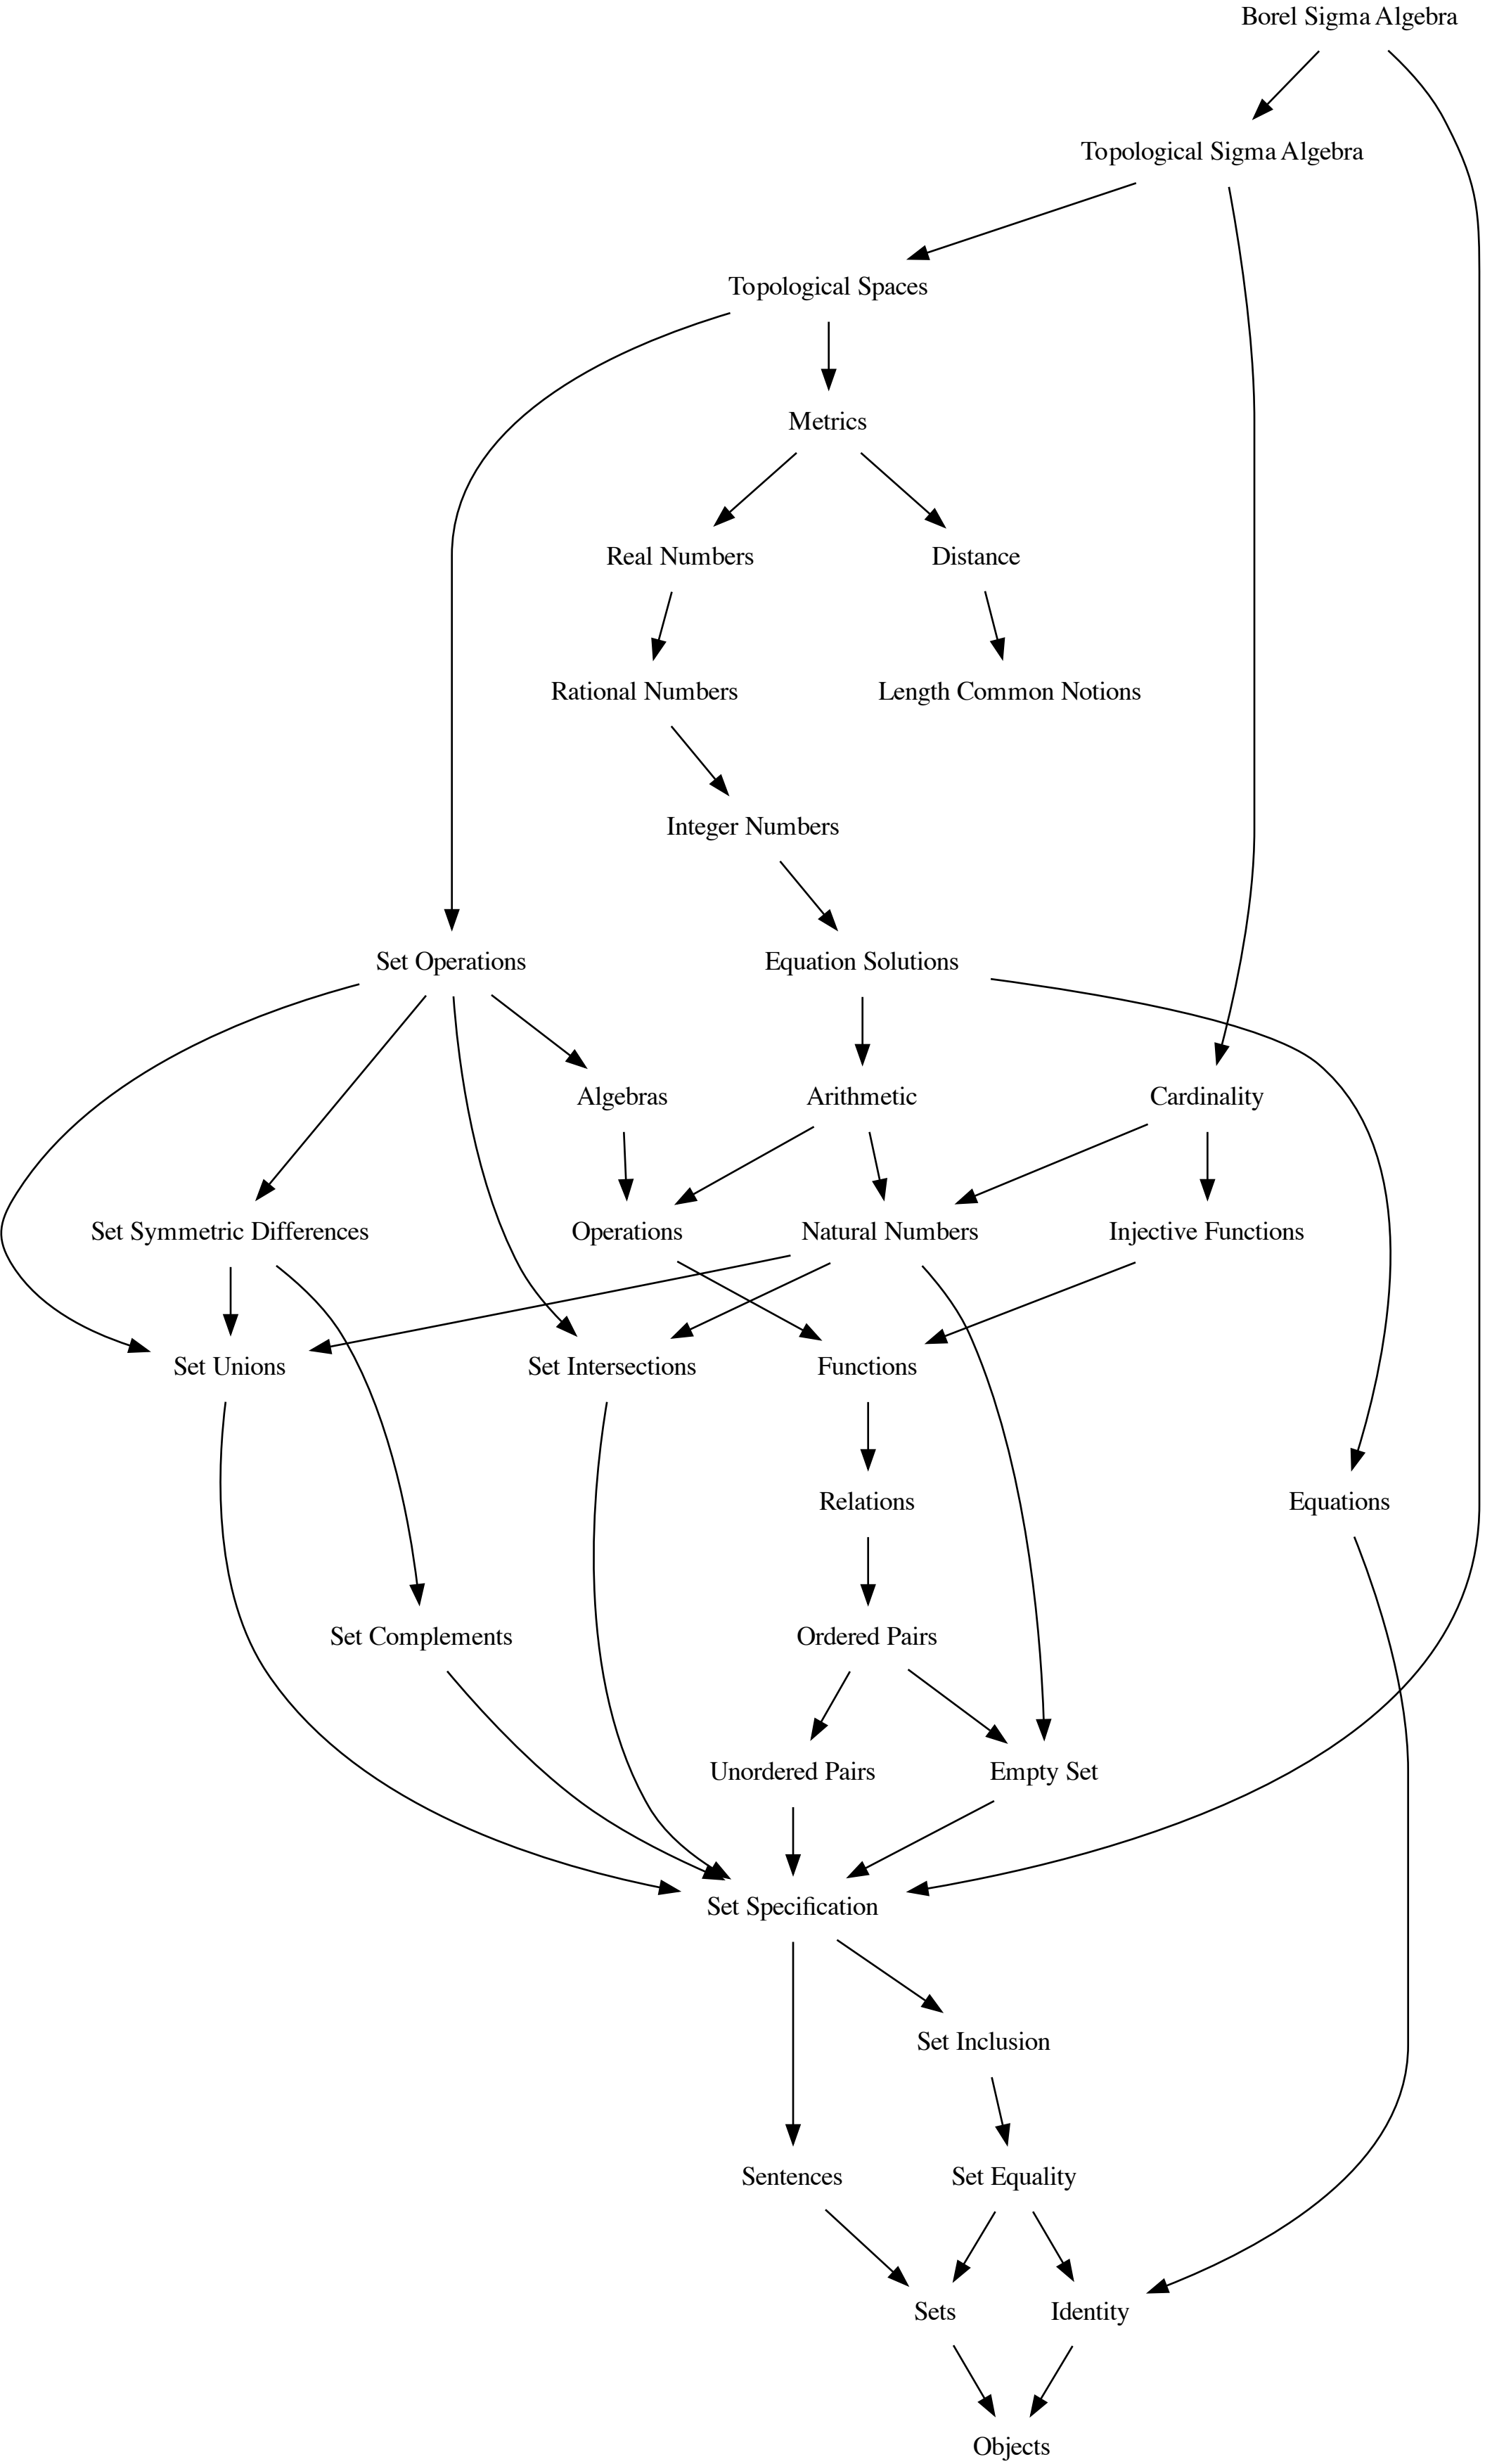 Borel Sigma Algebra
Topological Sigma Algebra
Topological Spaces
Metrics
Real Numbers
Distance
Rational Numbers
Length Common Notions
Integer Numbers
Set Operations
Equation Solutions
Algebras
Arithmetic
Cardinality
Set Symmetric Differences
Operations
Natural Numbers
Injective Functions
Set Unions
Set Intersections
Functions
Relations
Equations
Set Complements
Ordered Pairs
Unordered Pairs
Empty Set
Set Specification
Set Inclusion
Sentences
Set Equality
Sets
Identity
Objects